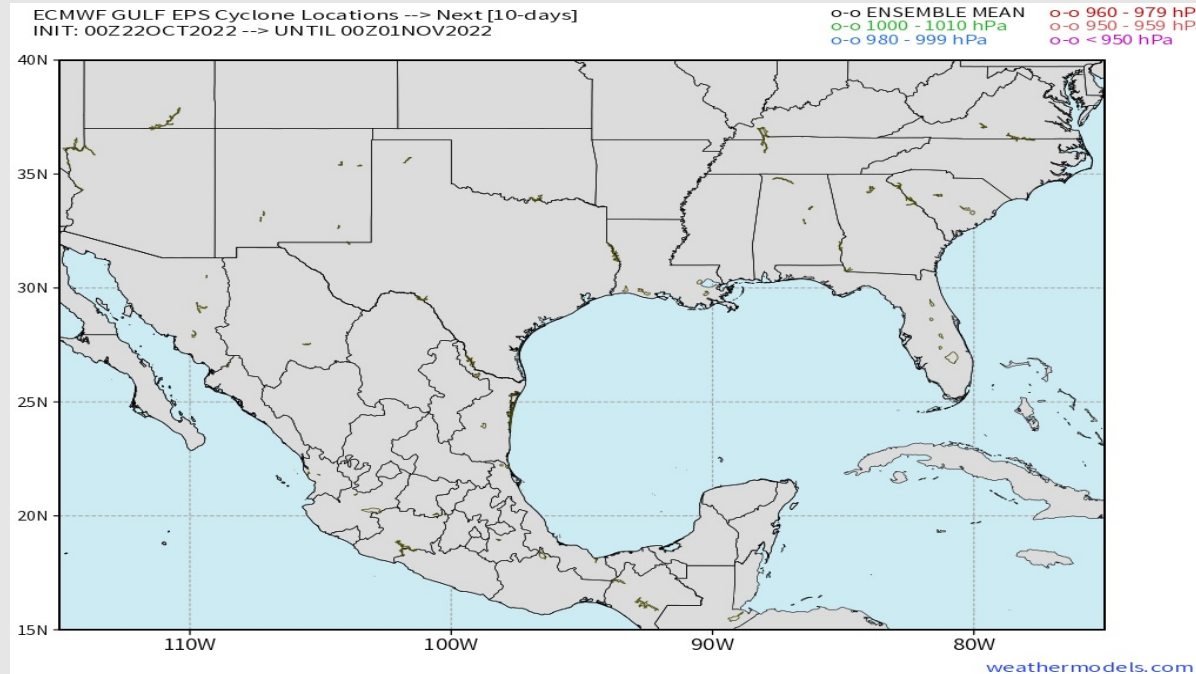 ECMWF GULF EPS Cyclone Locations --> Next [10-days]
INIT: 00Z22OCT2022 --> UNTIL 00Z01NOV2022
o-o ENSEMBLE MEAN
o-o 1000 - 1010 hPa
o-o 980 - 999 hPa
o-o 960 - 979 hP
o-o 950 - 959 hP
o-o < 950 hPa
40N
35N
30N
25N
20N
15N
110W 100W 90W 80W
weathermodels.com